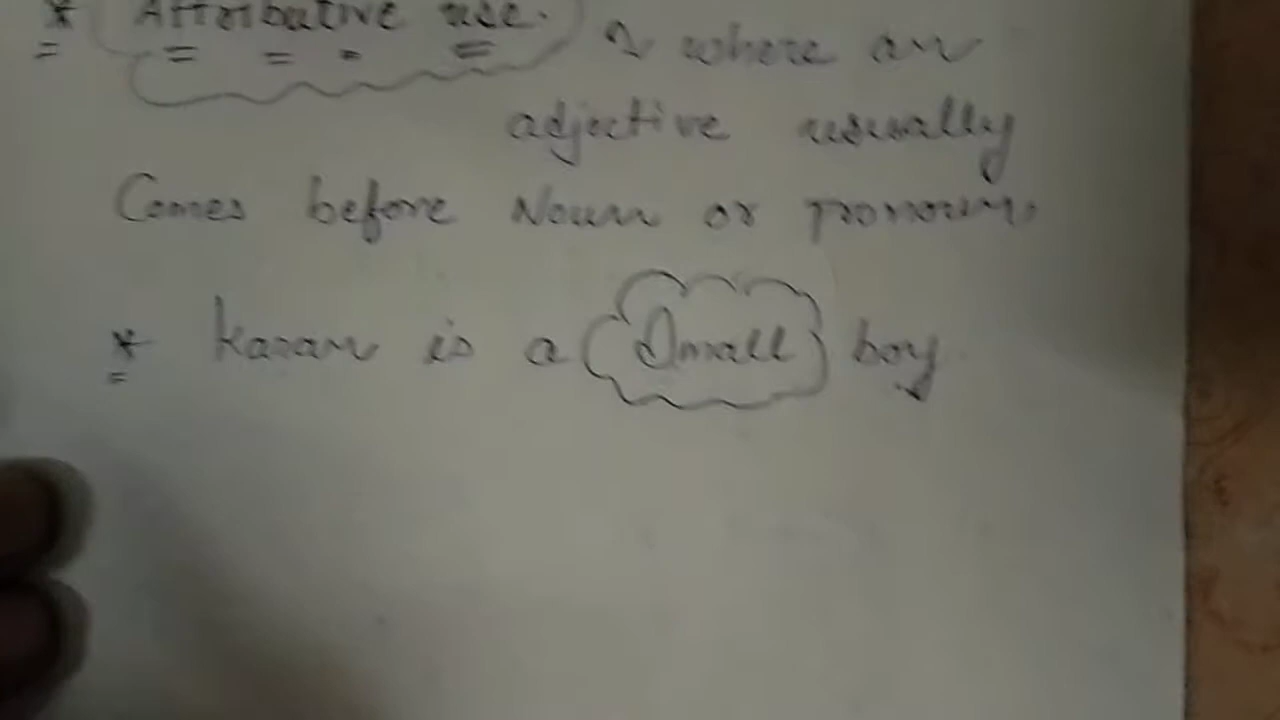 * Attributive use.
where an
adjective usually
Comes before Noun or pronoun.
* Karan is a Small boy